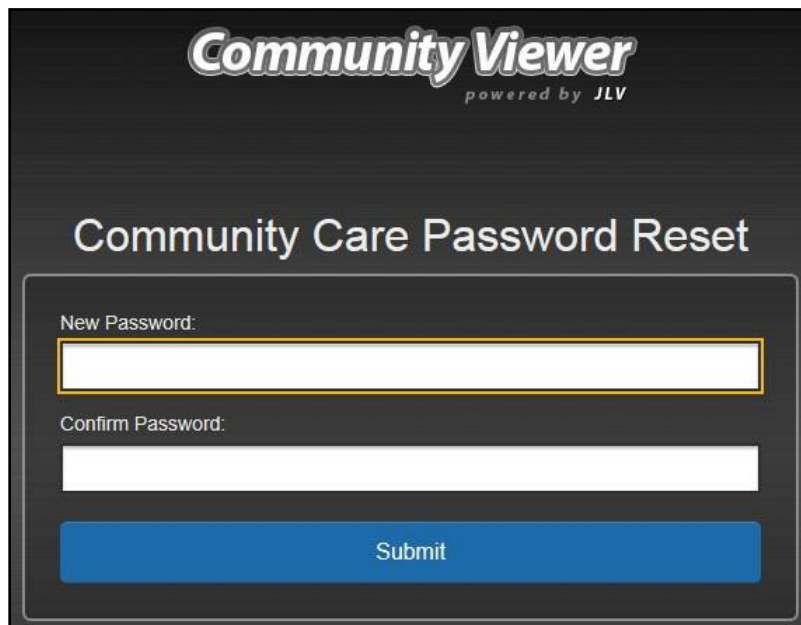 Community Viewer
powered by JLV
Community Care Password Reset
New Password:
Confirm Password:
Submit